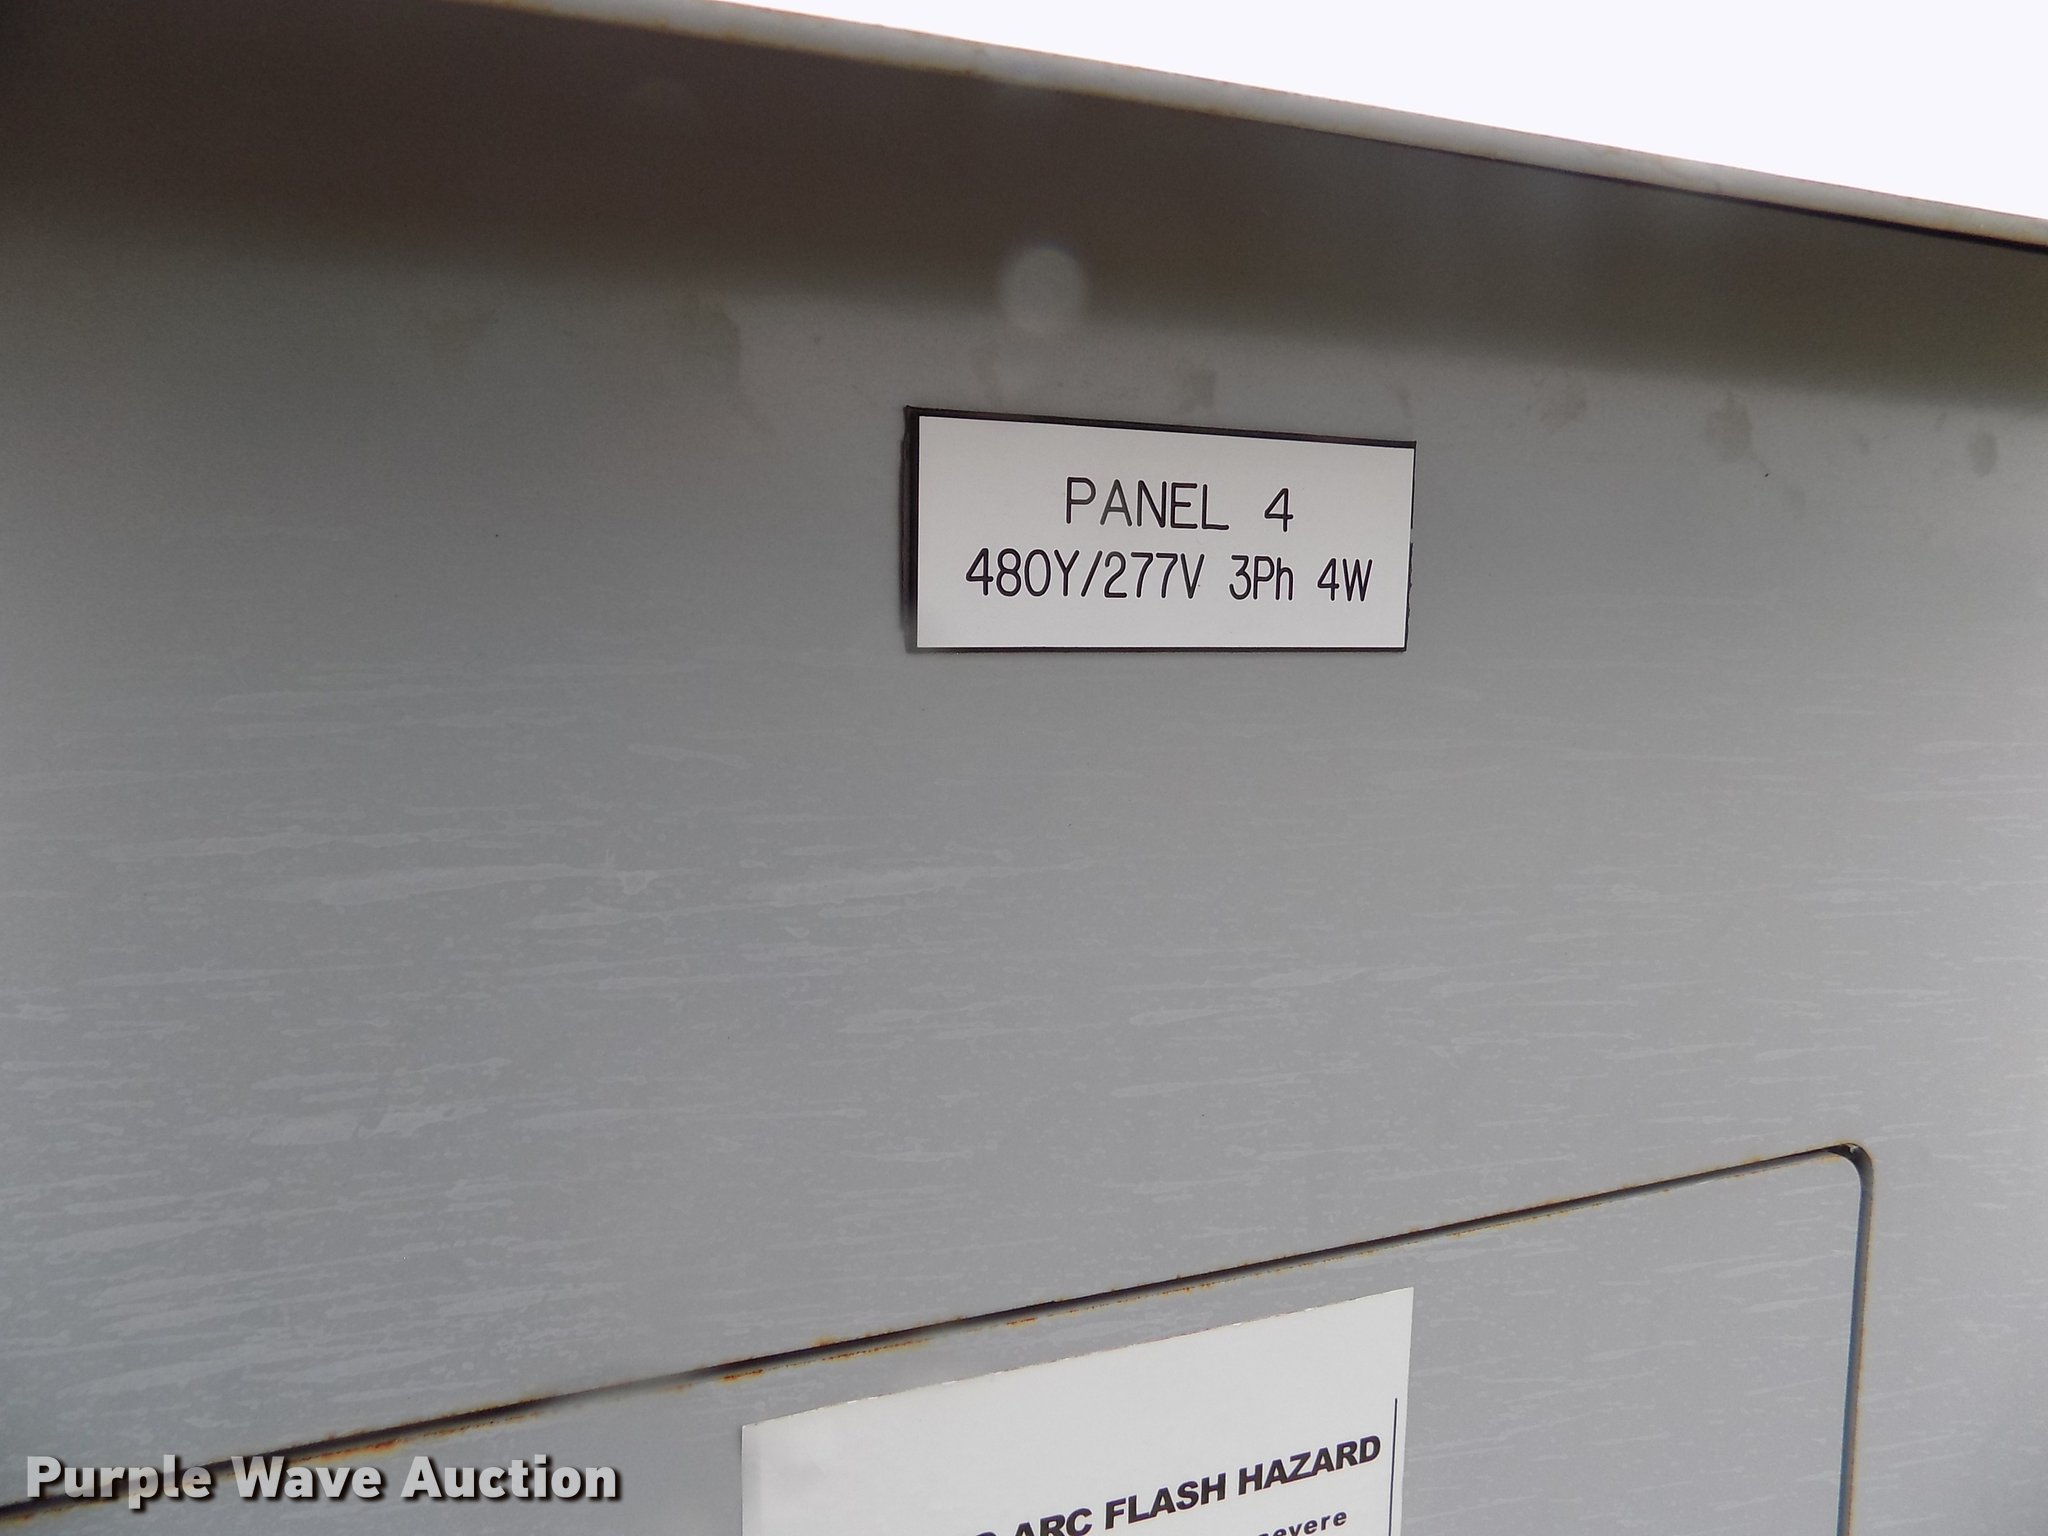 PANEL 4
480Y/277V 3Ph 4W
ARC FLASH HAZARD
Purple Wave Auction